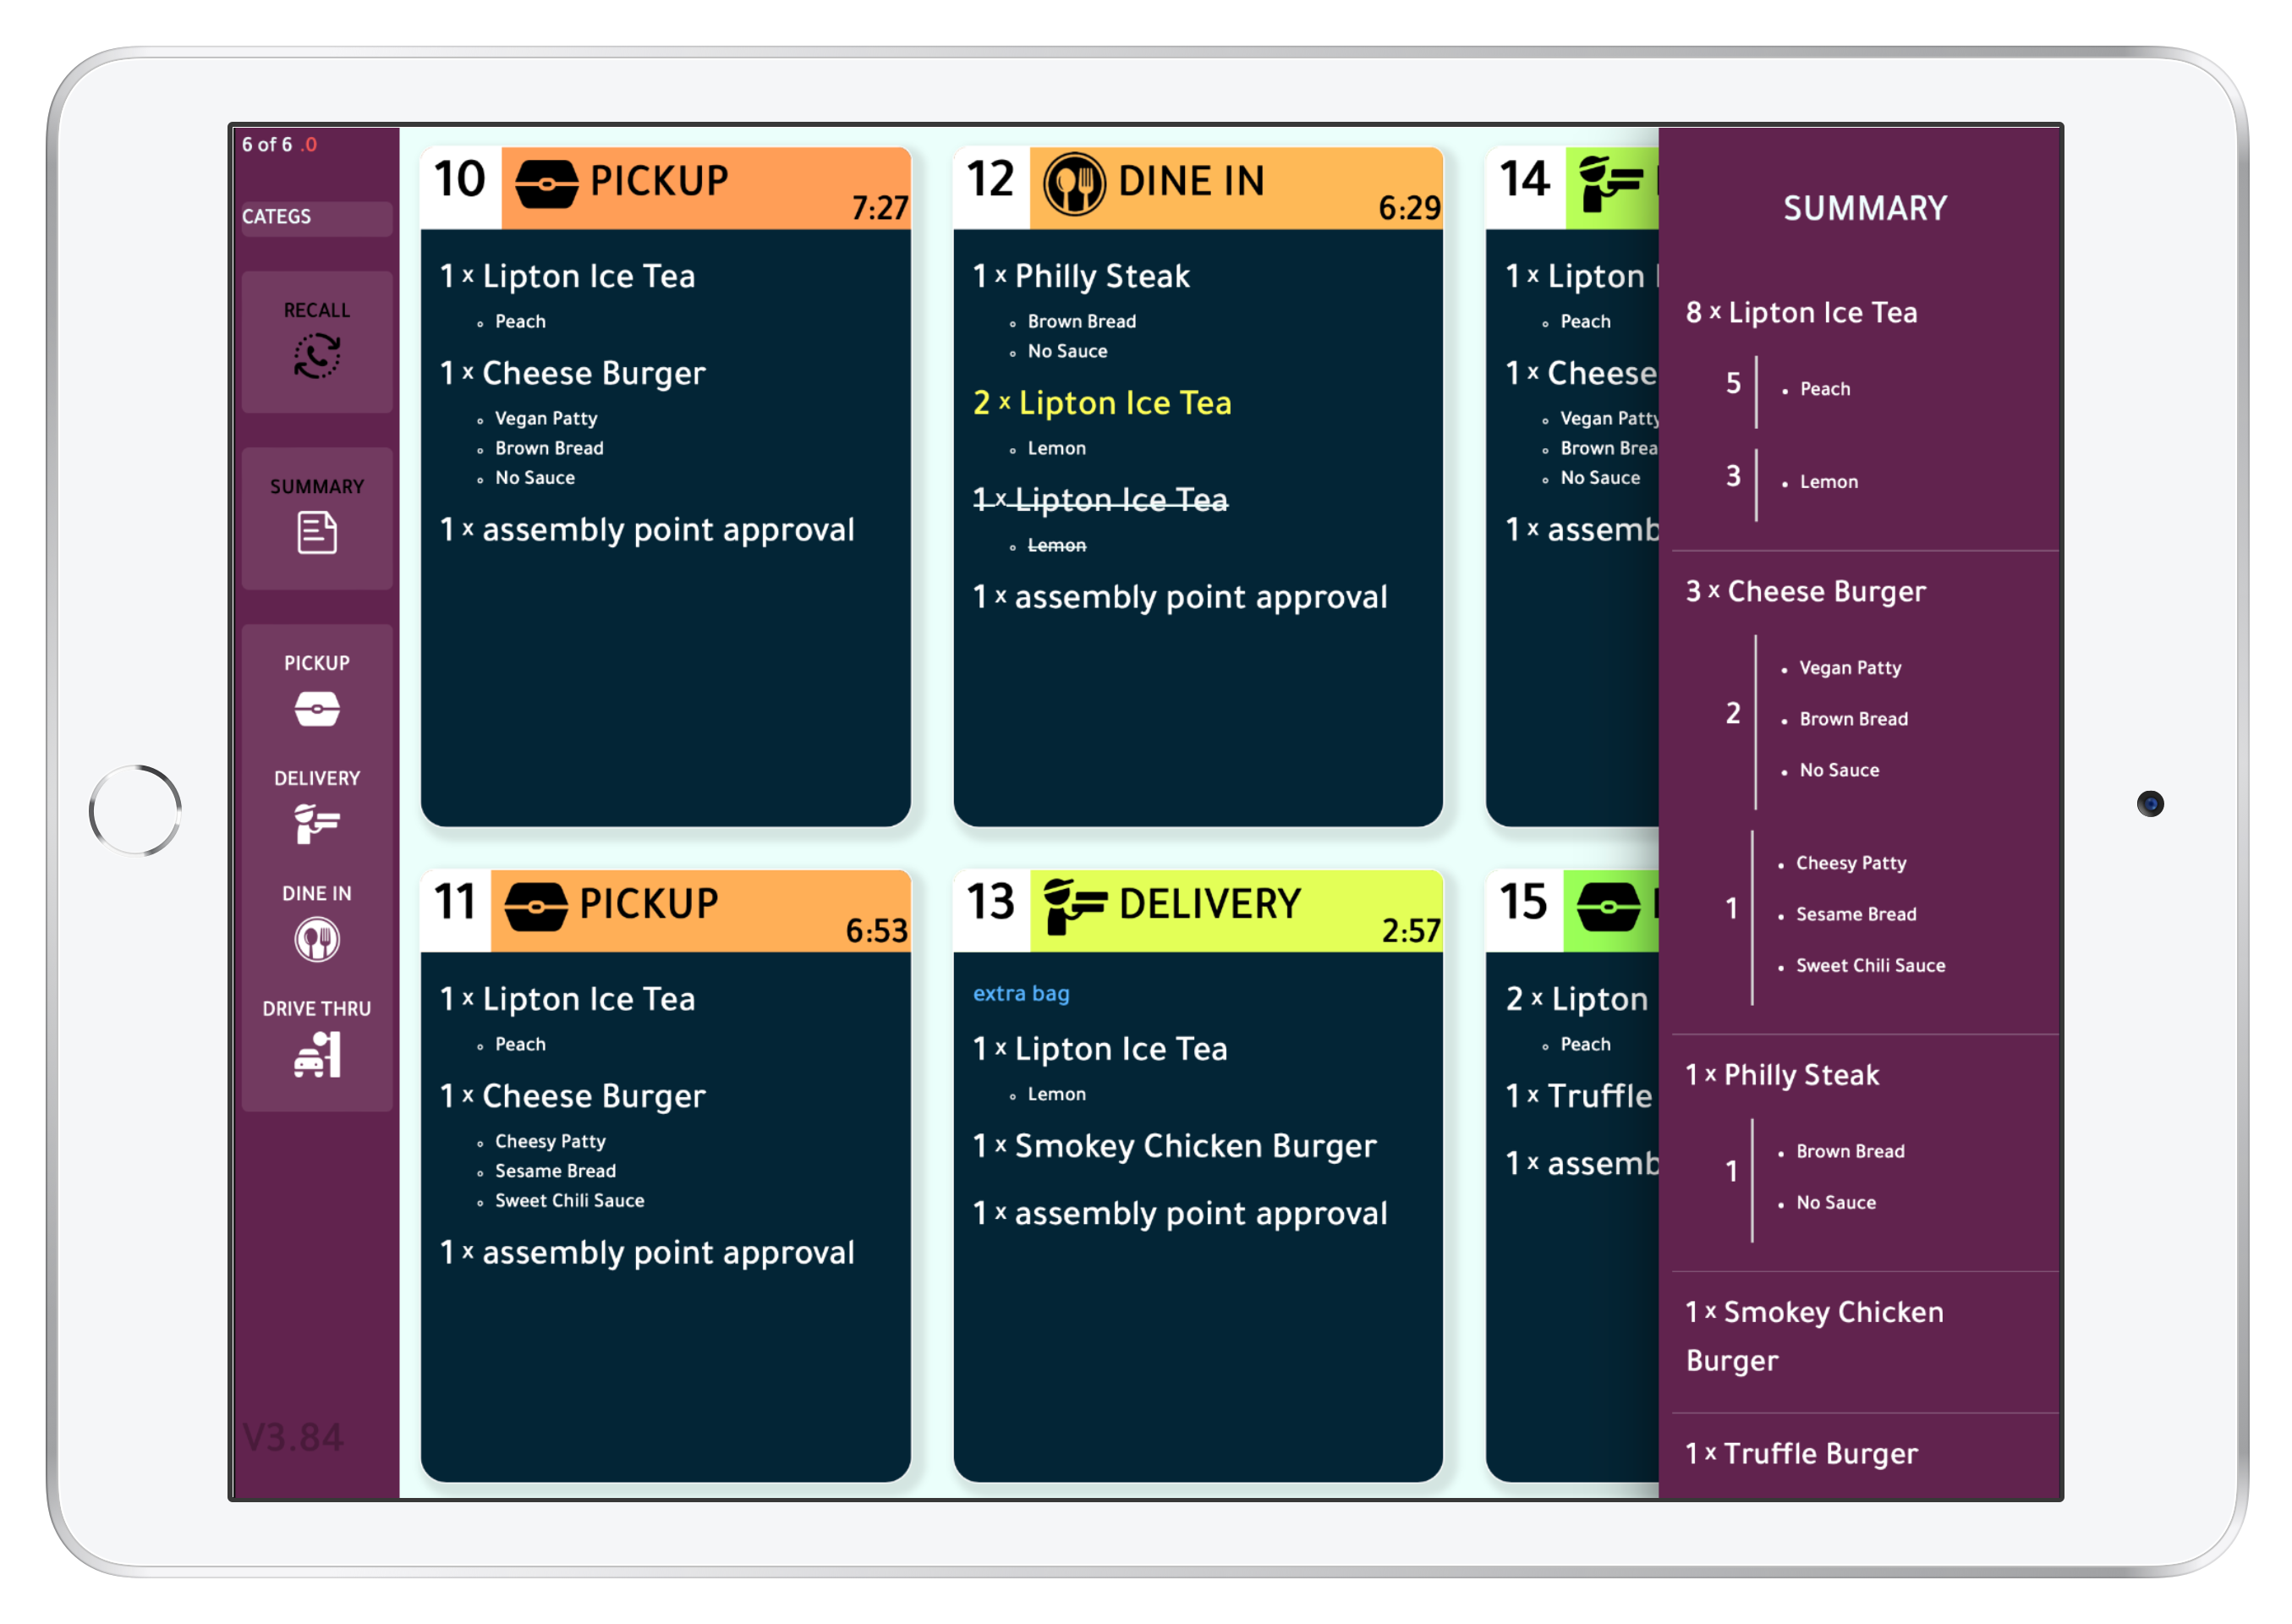 6 of 6 .0
CATEGS
RECALL
SUMMARY
PICKUP
DELIVERY
DINE IN
DRIVE THRU
V3.84
10 PICKUP
7:27
1 x Lipton Ice Tea
Peach
1 x Cheese Burger
Vegan Patty
Brown Bread
No Sauce
1 x assembly point approval
11 PICKUP
6:53
1 x Lipton Ice Tea
Peach
1 x Cheese Burger
Cheesy Patty
Sesame Bread
Sweet Chili Sauce
1 x assembly point approval
12 DINE IN
6:29
1 x Philly Steak
Brown Bread
No Sauce
2 x Lipton Ice Tea
Lemon
1 x Lipton Ice Tea
Lemon
1 x assembly point approval
13 DELIVERY
2:57
extra bag
1 x Lipton Ice Tea
Lemon
1 x Smokey Chicken Burger
1 x assembly point approval
14
1 x Lipton
Peach
1 x Cheese
Vegan Patty
Brown Brea
No Sauce
1 x assemb
15
2 x Lipton
Peach
1 x Truffle
1 x assemb
SUMMARY
8 x Lipton Ice Tea
5
Peach
3
Lemon
3 x Cheese Burger
2
Vegan Patty
Brown Bread
No Sauce
1
Cheesy Patty
Sesame Bread
Sweet Chili Sauce
1 x Philly Steak
1
Brown Bread
No Sauce
1 x Smokey Chicken
Burger
1 x Truffle Burger